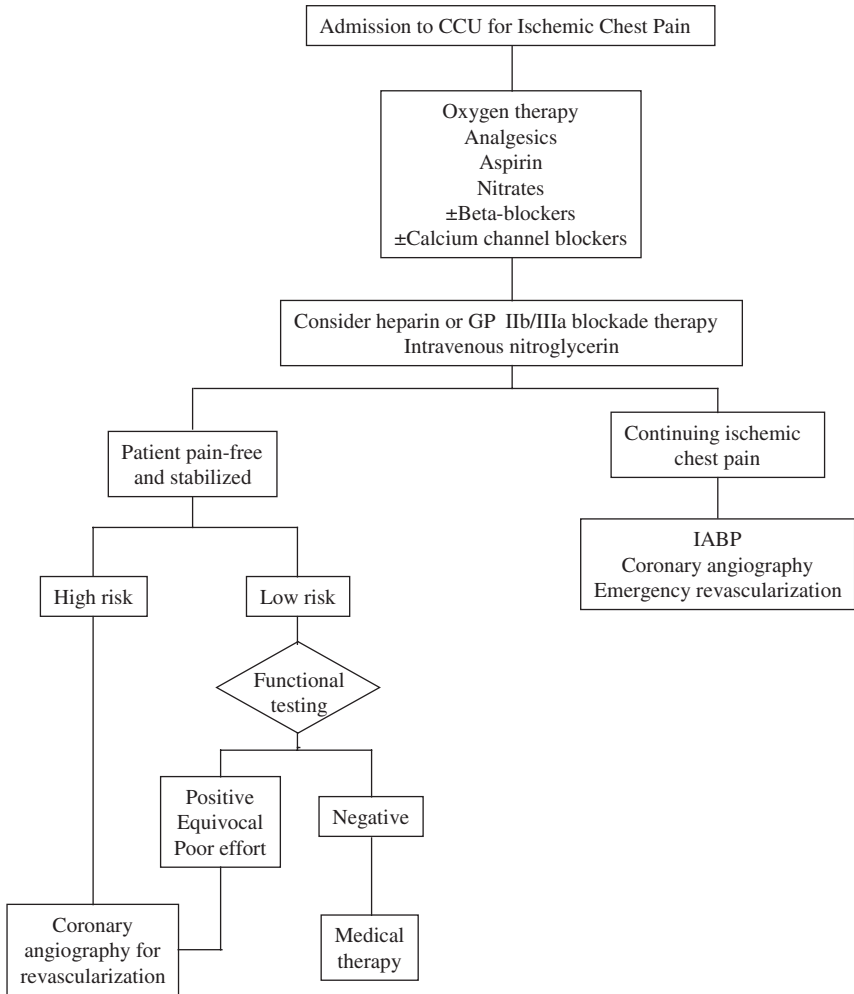 Admission to CCU for Ischemic Chest Pain
Oxygen therapy
Analgesics
Aspirin
Nitrates
±Beta-blockers
±Calcium channel blockers
Consider heparin or GP IIb/IIIa blockade therapy
Intravenous nitroglycerin
Patient pain-free
and stabilized
Continuing ischemic
chest pain
IABP
Coronary angiography
Emergency revascularization
High risk
Low risk
Functional
testing
Positive
Equivocal
Poor effort
Negative
Coronary
angiography for
revascularization
Medical
therapy